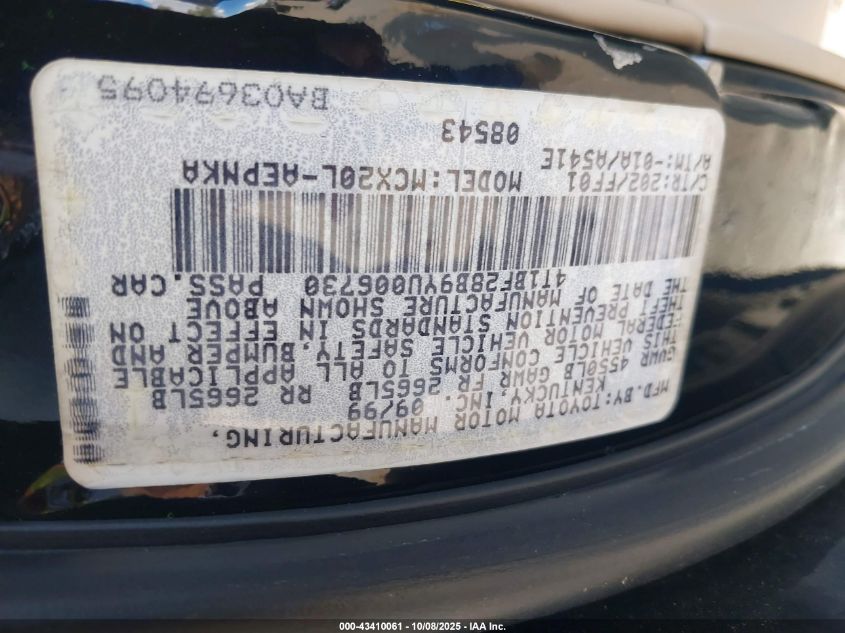 MFD.BY:TOYOTA MOTOR MANUFACTURING,
KENTUCKY,INC. 09/99
GVWR 4550LB GAWR FR 2665LB RR 2665LB
THIS VEHICLE CONFORMS TO ALL APPLICABLE
FEDERAL MOTOR VEHICLE SAFETY,BUMPER AND
THEFT PREVENTION STANDARDS IN EFFECT ON
THE DATE OF MANUFACTURE SHOWN ABOVE
4T1BF28B9YU006730 PASS.CAR
C/TR:202/FF01 MODEL:MCX20L-AEPNKA
A/TM:-01A/A541E
08543
BA03694095
000-43410061 - 10/08/2025 - IAA Inc.